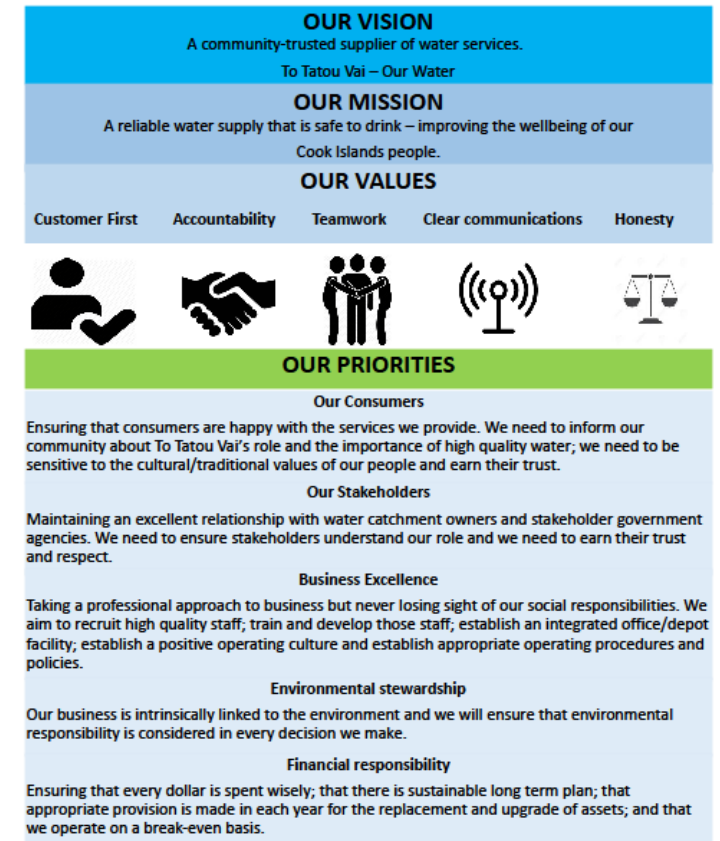 OUR VISION
A community-trusted supplier of water services.
To Tatou Vai – Our Water
OUR MISSION
A reliable water supply that is safe to drink – improving the wellbeing of our
Cook Islands people.
OUR VALUES
Customer First Accountability Teamwork Clear communications Honesty
OUR PRIORITIES
Our Consumers
Ensuring that consumers are happy with the services we provide. We need to inform our
community about To Tatou Vai’s role and the importance of high quality water; we need to be
sensitive to the cultural/traditional values of our people and earn their trust.
Our Stakeholders
Maintaining an excellent relationship with water catchment owners and stakeholder government
agencies. We need to ensure stakeholders understand our role and we need to earn their trust
and respect.
Business Excellence
Taking a professional approach to business but never losing sight of our social responsibilities. We
aim to recruit high quality staff; train and develop those staff; establish an integrated office/depot
facility; establish a positive operating culture and establish appropriate operating procedures and
policies.
Environmental stewardship
Our business is intrinsically linked to the environment and we will ensure that environmental
responsibility is considered in every decision we make.
Financial responsibility
Ensuring that every dollar is spent wisely; that there is sustainable long term plan; that
appropriate provision is made in each year for the replacement and upgrade of assets; and that
we operate on a break-even basis.